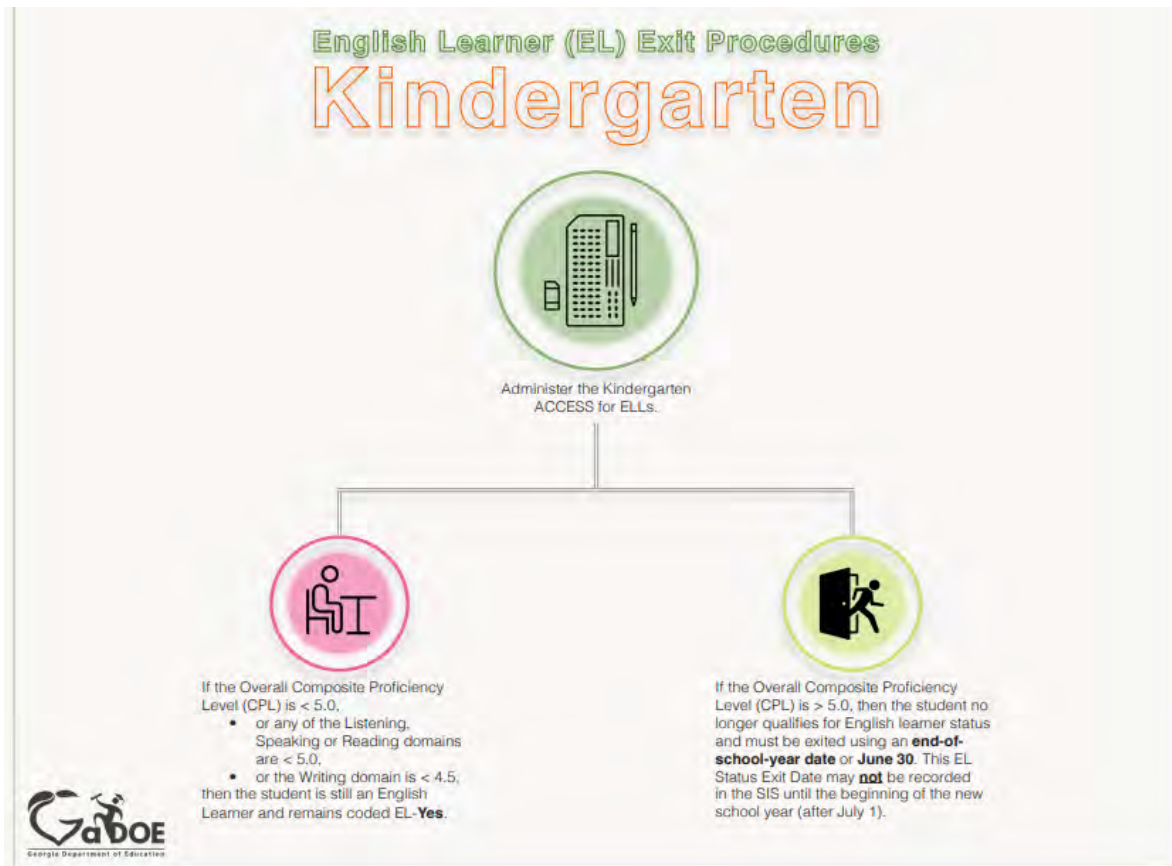 English Learner (EL) Exit Procedures
Kindergarten
Administer the Kindergarten
ACCESS for ELLs.
If the Overall Composite Proficiency
Level (CPL) is < 5.0,
• or any of the Listening,
Speaking or Reading domains
are < 5.0,
• or the Writing domain is < 4.5,
then the student is still an English
Learner and remains coded EL-Yes.
If the Overall Composite Proficiency
Level (CPL) is > 5.0, then the student no
longer qualifies for English learner status
and must be exited using an end-of-
school-year date or June 30. This EL
Status Exit Date may not be recorded
in the SIS until the beginning of the new
school year (after July 1).
GaDOE
Georgia Department of Education